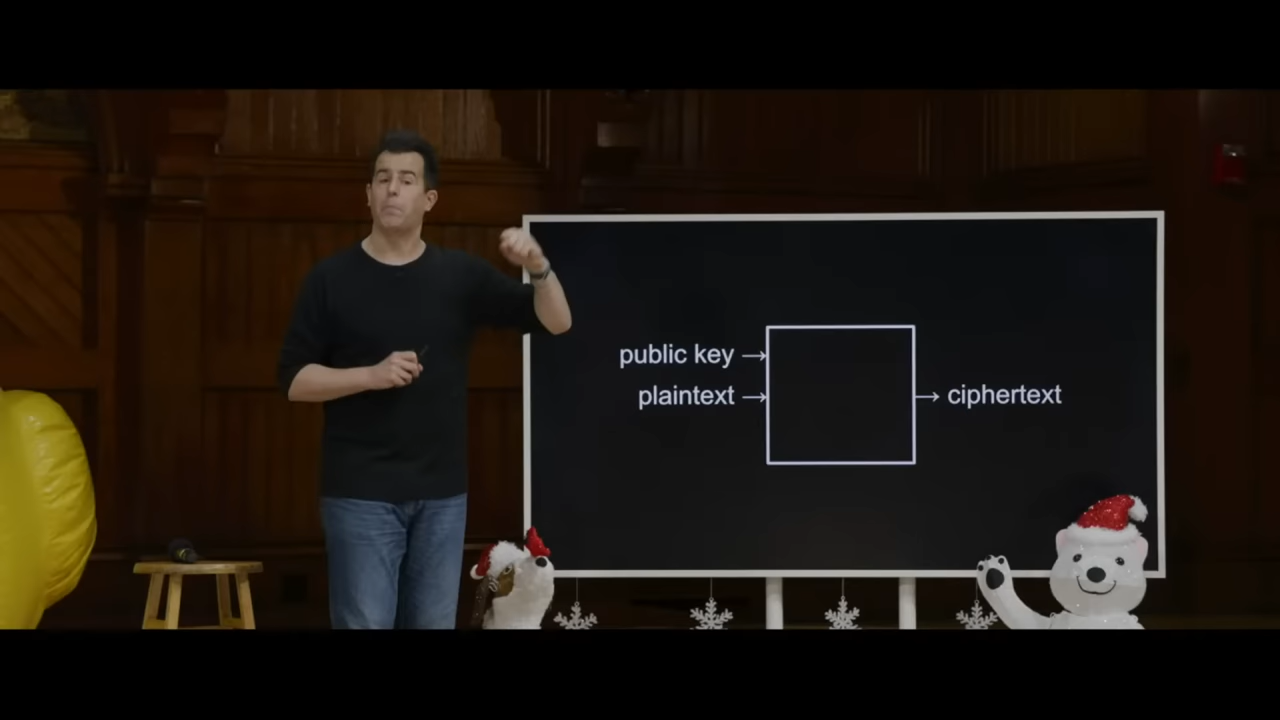 public key →
plaintext →
→ ciphertext